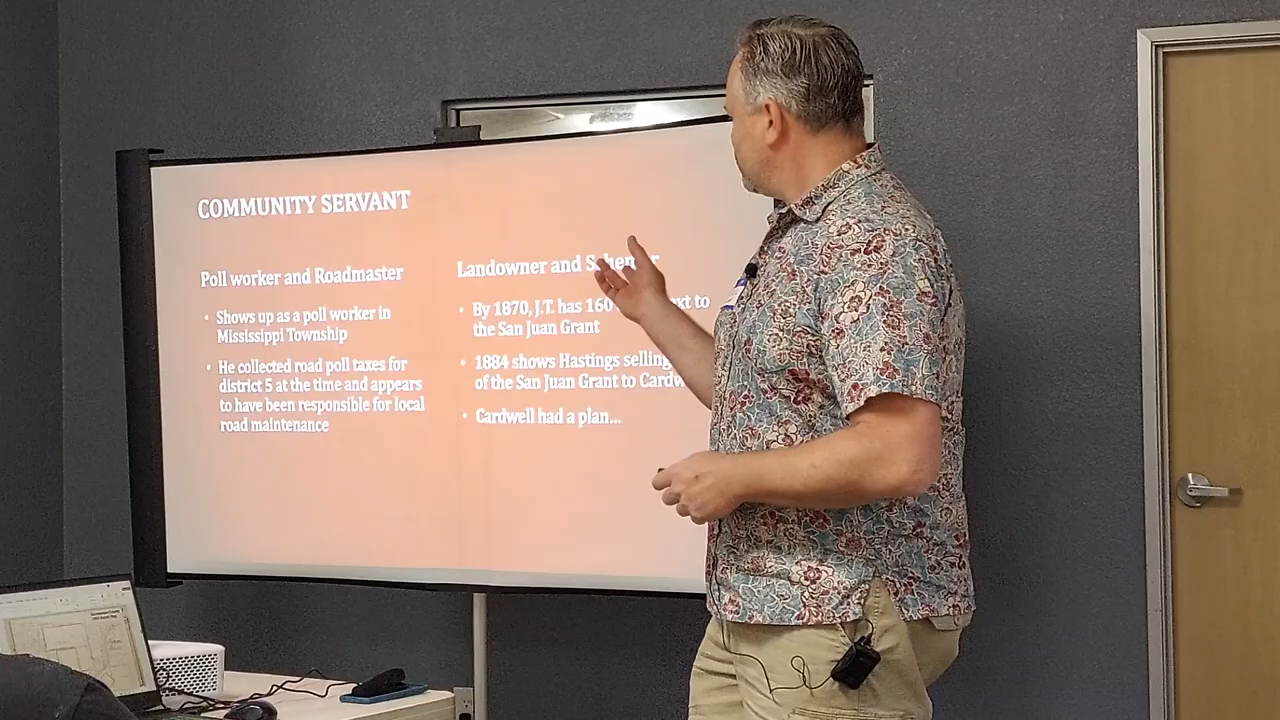 COMMUNITY SERVANT
Poll worker and Roadmaster
• Shows up as a poll worker in
Mississippi Township
• He collected road poll taxes for
district 5 at the time and appears
to have been responsible for local
road maintenance
Landowner and
• By 1870, J.T. has 160 to
the San Juan Grant
• 1884 shows Hastings selling
of the San Juan Grant to
• Cardwell had a plan...